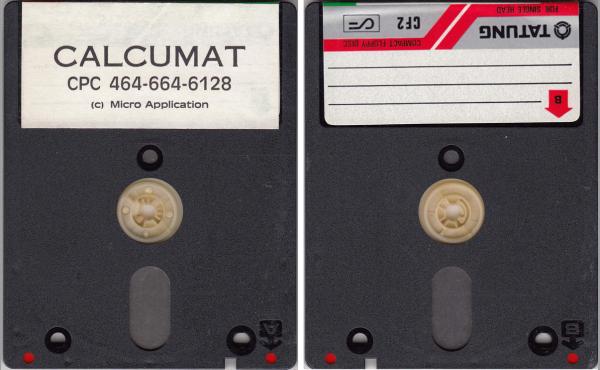 CALCUMAT
CPC 464-664-6128
(c) Micro Application
A
FOR SINGLE HEAD
CF2
COMPACT FLOPPY DISC
TATUNG
B
B